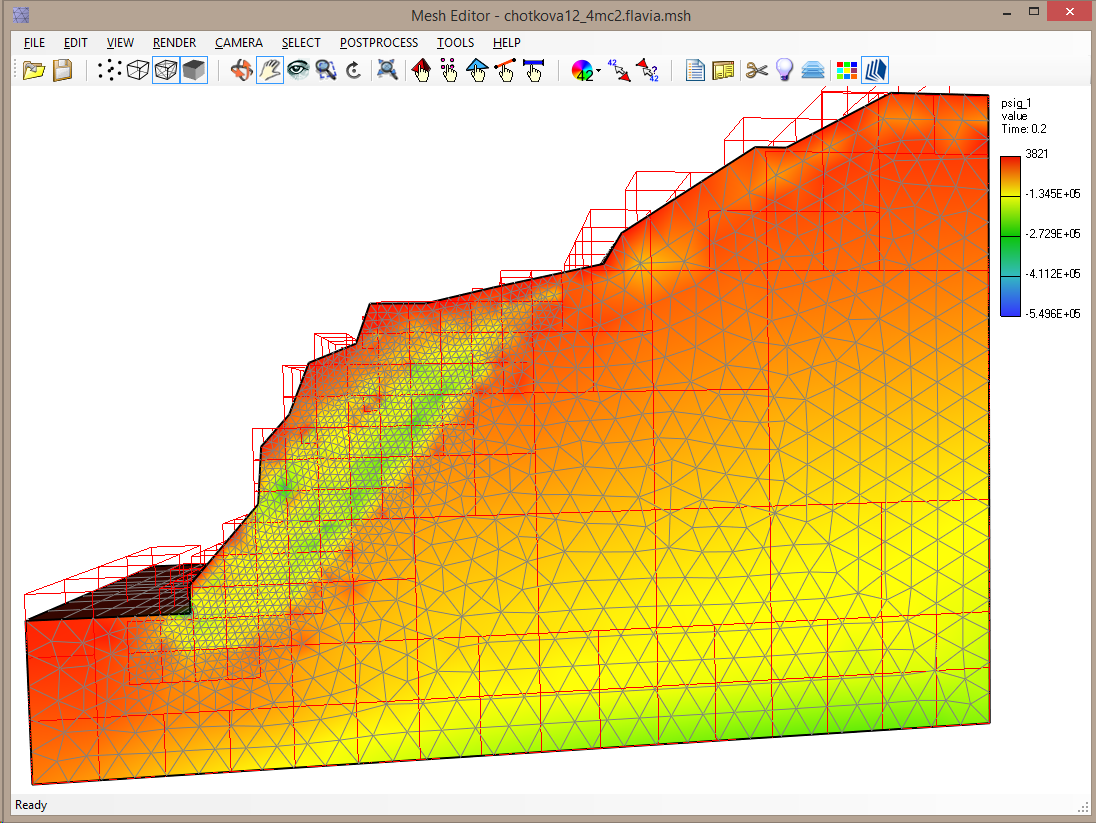 Mesh Editor - chotkova12_4mc2.flavia.msh
FILE EDIT VIEW RENDER CAMERA SELECT POSTPROCESS TOOLS HELP
42 42 42
psig_1
value
Time: 0.2
3821
-1.345E+05
-2.729E+05
-4.112E+05
-5.496E+05
Ready